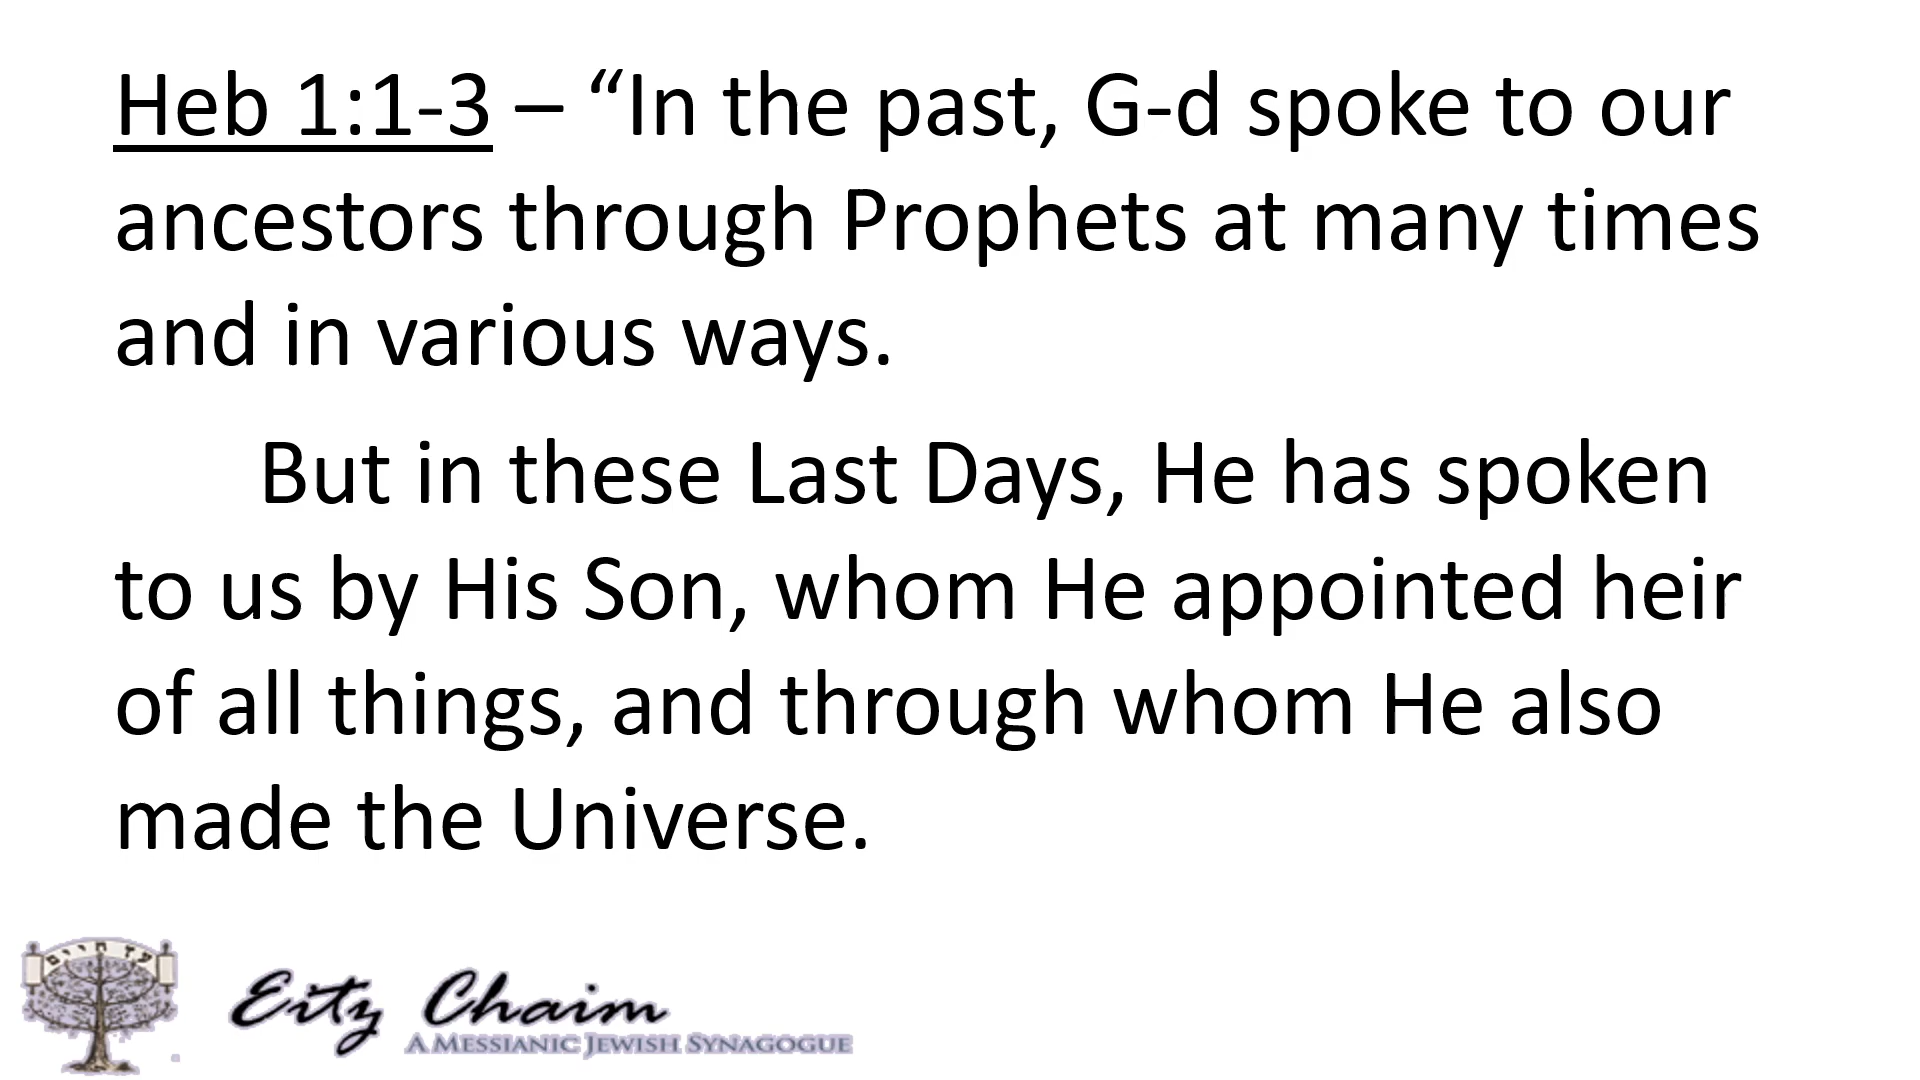 Heb 1:1-3 – “In the past, G-d spoke to our
ancestors through Prophets at many times
and in various ways.
But in these Last Days, He has spoken
to us by His Son, whom He appointed heir
of all things, and through whom He also
made the Universe.
עץ חיים
Eitz Chaim
A Messianic Jewish Synagogue